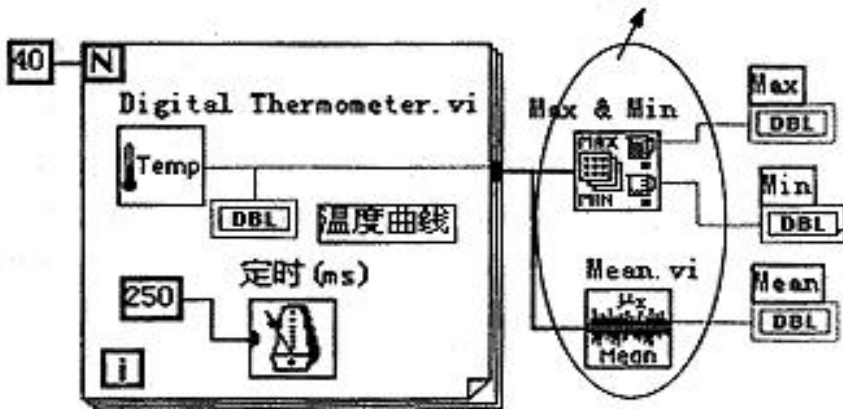 40
N
Digital Thermometer.vi
Temp
DBL
温度曲线
定时(ms)
250
i
Max & Min
MAX
MIN
Max
DBL
Min
DBL
Mean.vi
μx
Mean
Mean
DBL